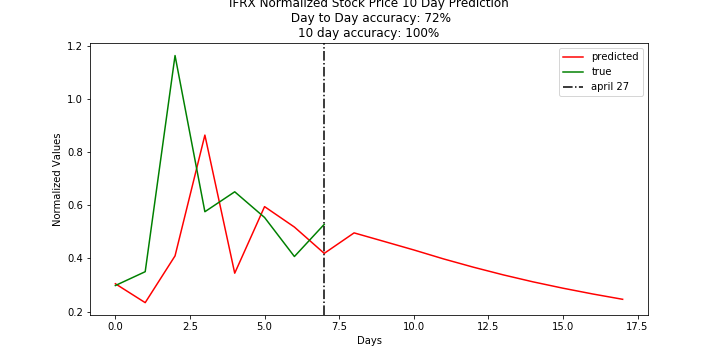 IFRX Normalized Stock Price 10 Day Prediction
Day to Day accuracy: 72%
10 day accuracy: 100%
predicted
true
april 27
1.2
1.0
0.8
0.6
0.4
0.2
Normalized Values
0.0 2.5 5.0 7.5 10.0 12.5 15.0 17.5
Days